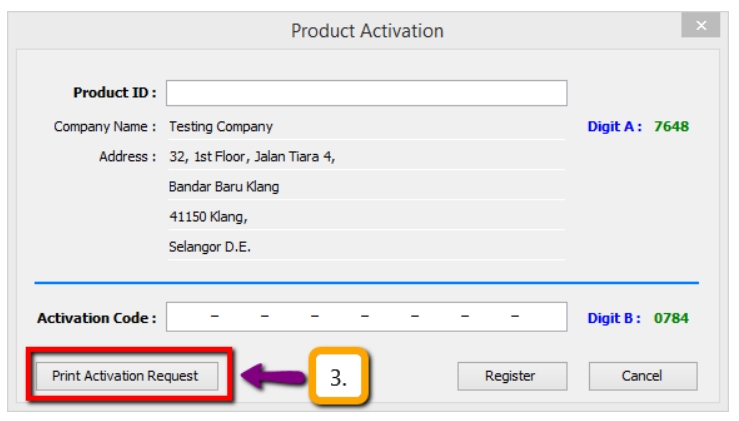 Product Activation
×
Product ID :
Company Name : Testing Company Digit A : 7648
Address : 32, 1st Floor, Jalan Tiara 4,
Bandar Baru Klang
41150 Klang,
Selangor D.E.
Activation Code : – – – – – – – Digit B : 0784
Print Activation Request 3. Register Cancel